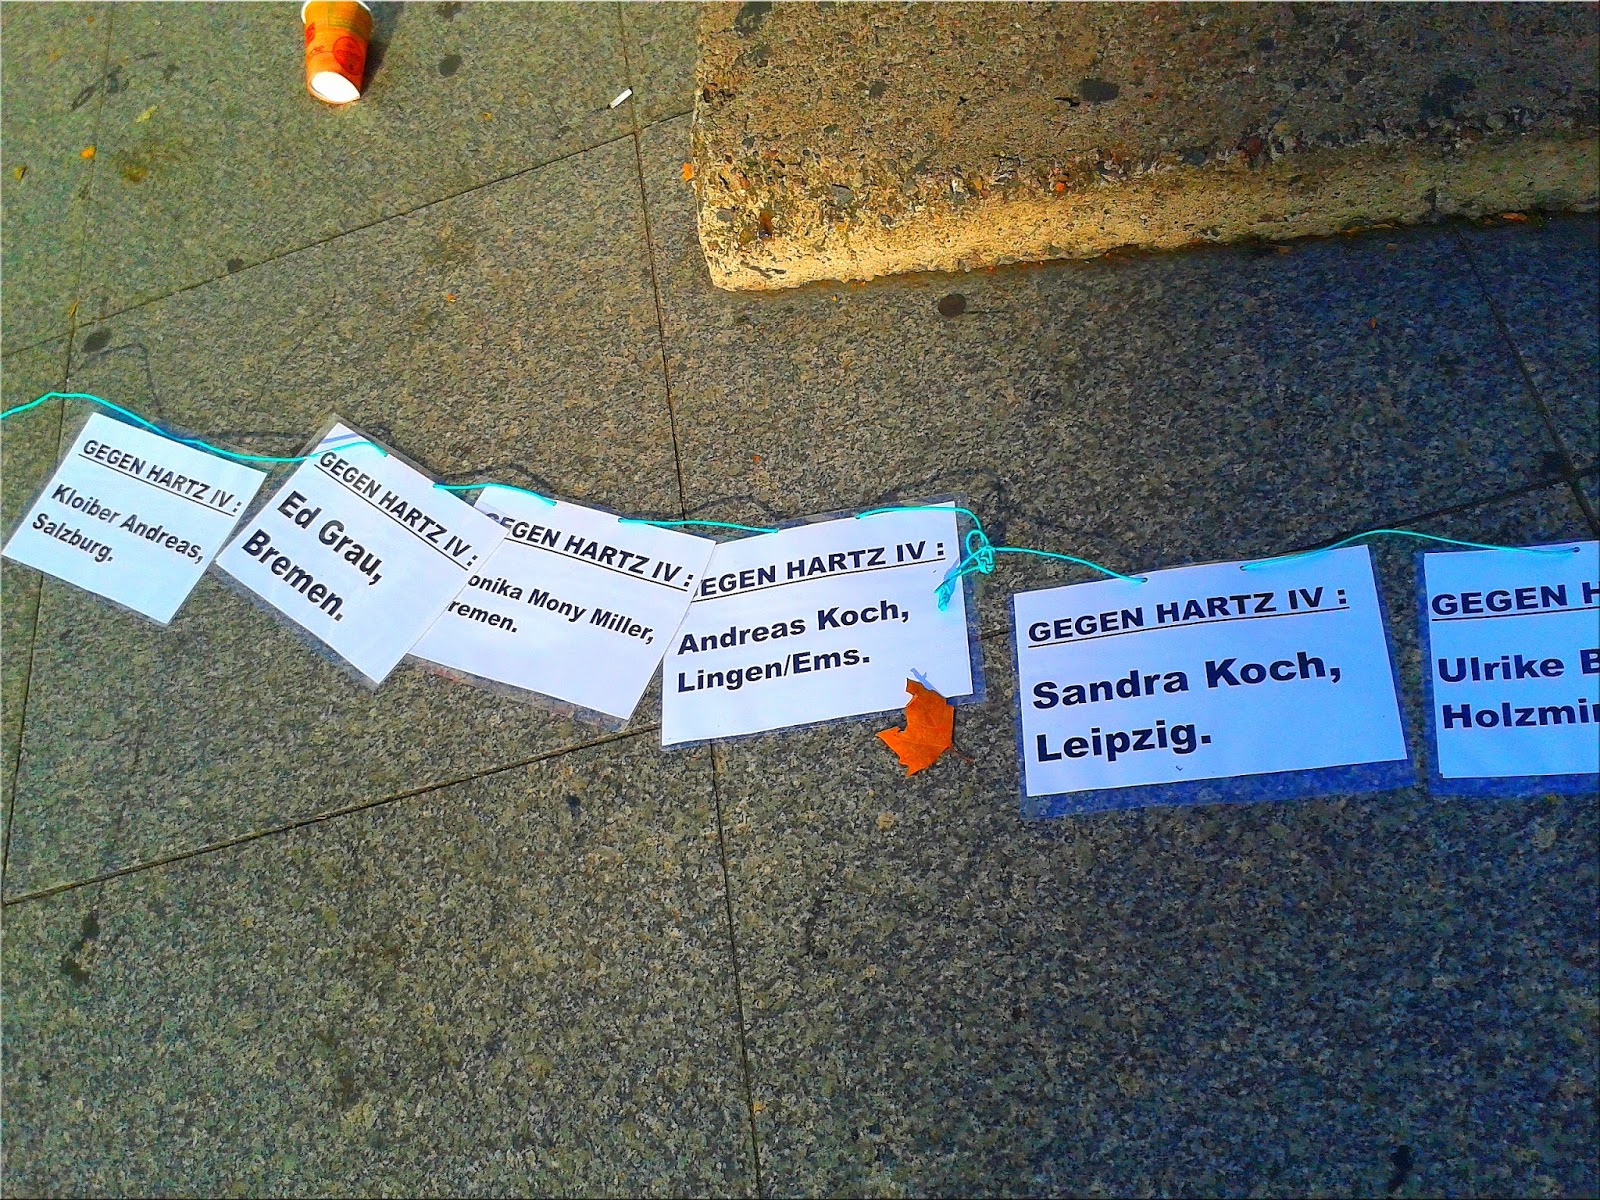 GEGEN HARTZ IV :
Kloiber Andreas,
Salzburg.
GEGEN HARTZ IV :
Ed Grau,
Bremen.
GEGEN HARTZ IV :
Mony Miller,
GEGEN HARTZ IV :
Andreas Koch,
Lingen/Ems.
GEGEN HARTZ IV :
Sandra Koch,
Leipzig.
GEGEN
Ulrike